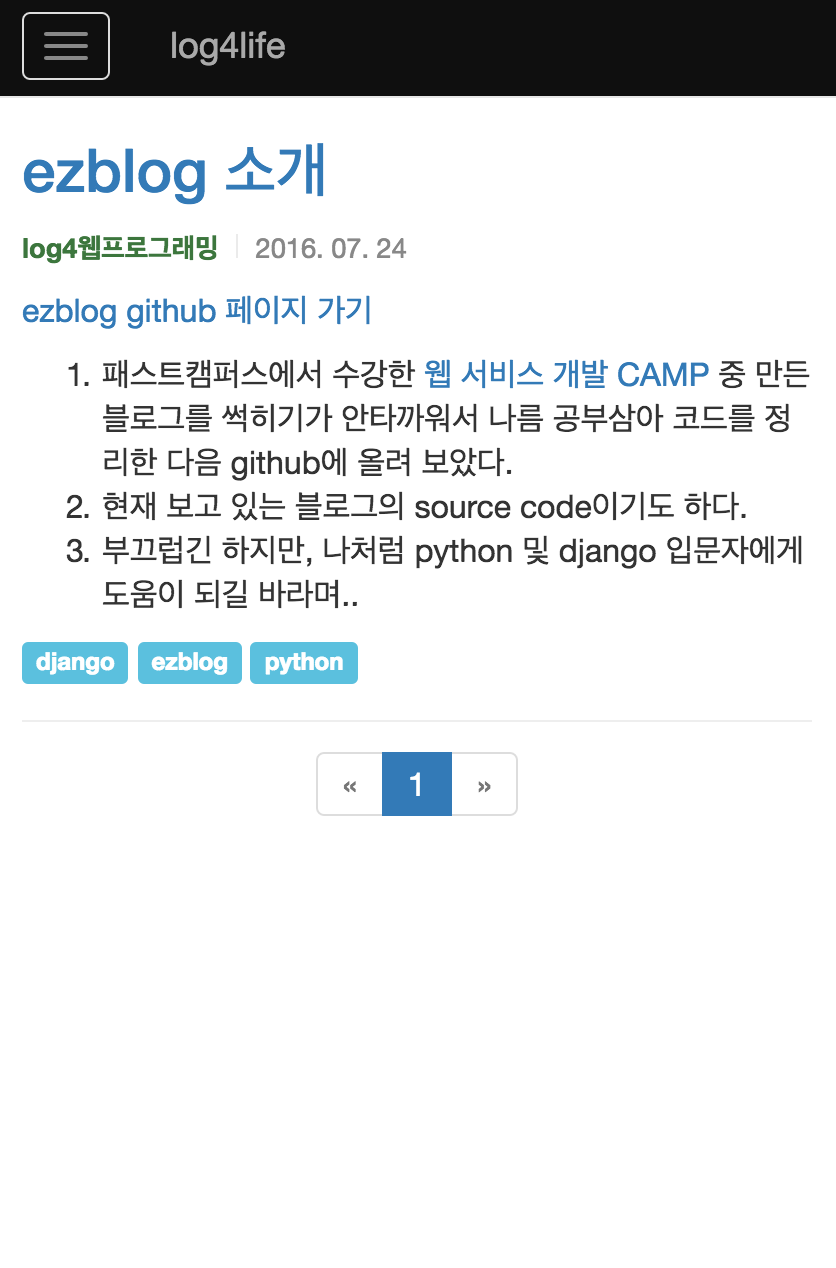 log4life
ezblog 소개
log4웹프로그래밍 2016. 07. 24
ezblog github 페이지 가기
1. 패스트캠퍼스에서 수강한 웹 서비스 개발 CAMP 중 만든
블로그를 썩히기가 안타까워서 나름 공부삼아 코드를 정
리한 다음 github에 올려 보았다.
2. 현재 보고 있는 블로그의 source code이기도 하다.
3. 부끄럽긴 하지만, 나처럼 python 및 django 입문자에게
도움이 되길 바라며..
django ezblog python
« 1 »